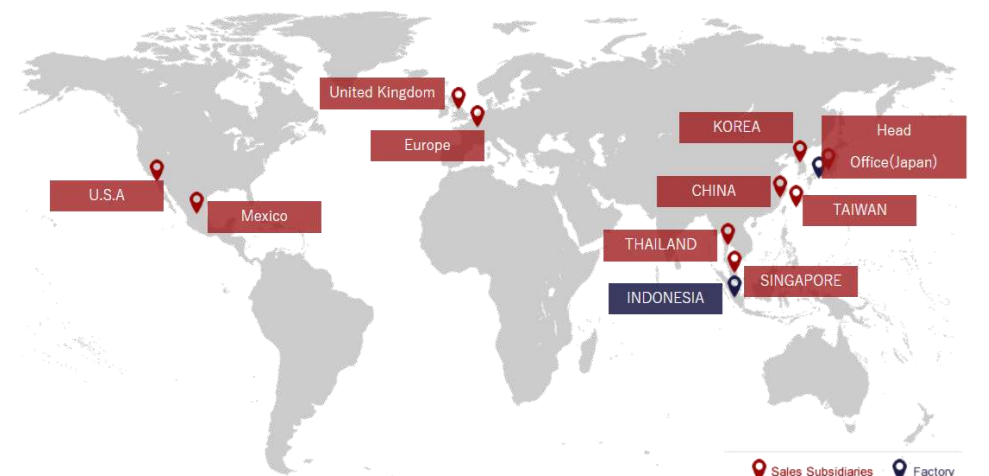 United Kingdom
Europe
U.S.A
Mexico
KOREA
Head
Office(Japan)
CHINA
TAIWAN
THAILAND
SINGAPORE
INDONESIA
Sales Subsidiaries
Factory